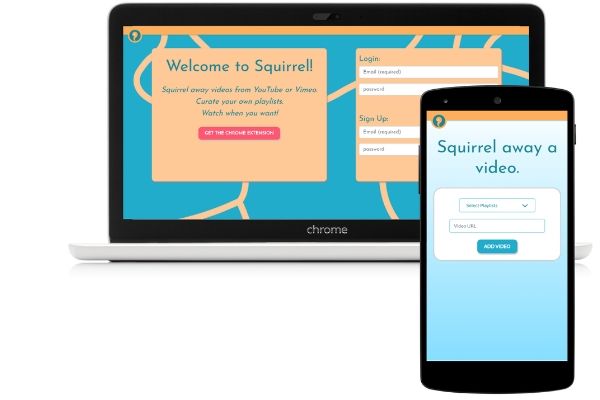 Welcome to Squirrel!
Squirrel away videos from YouTube or Vimeo.
Curate your own playlists.
Watch when you want!
GET THE CHROME EXTENSION
Login:
Email (required)
password
Sign Up:
Email (required)
password
chrome
Squirrel away a
video.
Select Playlist
Video URL
ADD VIDEO